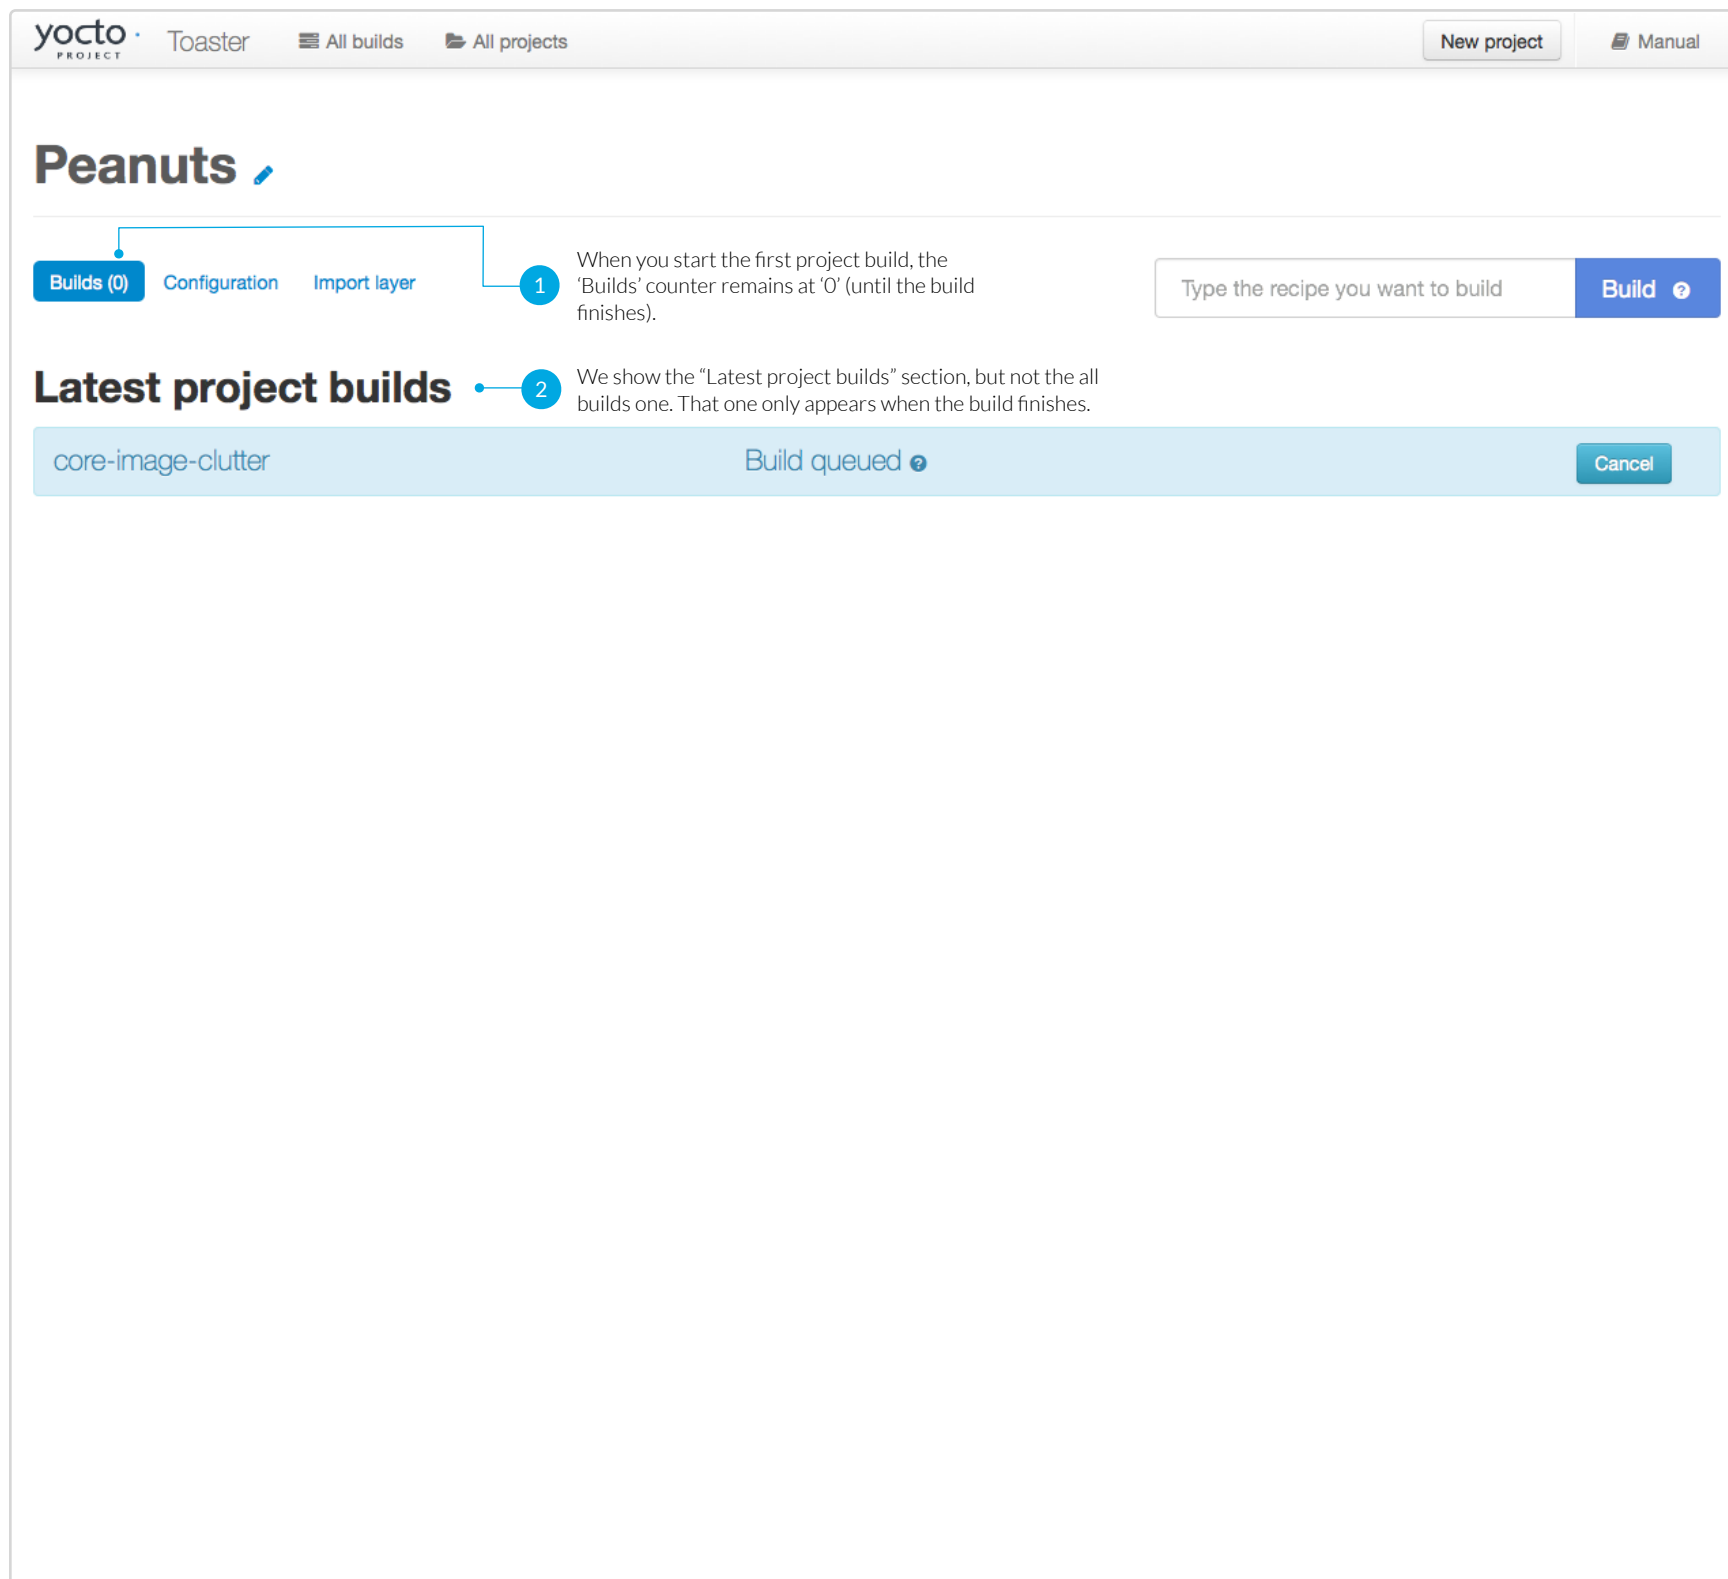 yocto PROJECT Toaster All builds All projects New project Manual
Peanuts
Builds (0) Configuration Import layer
1
When you start the first project build, the
‘Builds’ counter remains at ‘0’ (until the build
finishes).
Type the recipe you want to build Build
Latest project builds
2
We show the “Latest project builds” section, but not the all
builds one. That one only appears when the build finishes.
core-image-clutter Build queued Cancel